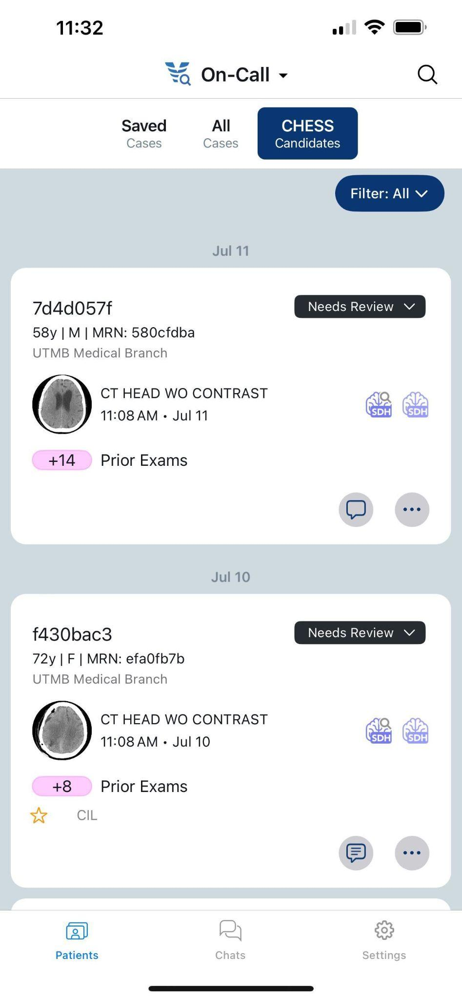 11:32
On-Call
Saved
Cases
All
Cases
CHESS
Candidates
Filter: All
Jul 11
7d4d057f
Needs Review
58y | M | MRN: 580cfdba
UTMB Medical Branch
CT HEAD WO CONTRAST
11:08 AM • Jul 11
SDH
SDH
+14
Prior Exams
Jul 10
f430bac3
Needs Review
72y | F | MRN: efa0fb7b
UTMB Medical Branch
CT HEAD WO CONTRAST
11:08 AM • Jul 10
SDH
SDH
+8
Prior Exams
CIL
Patients
Chats
Settings